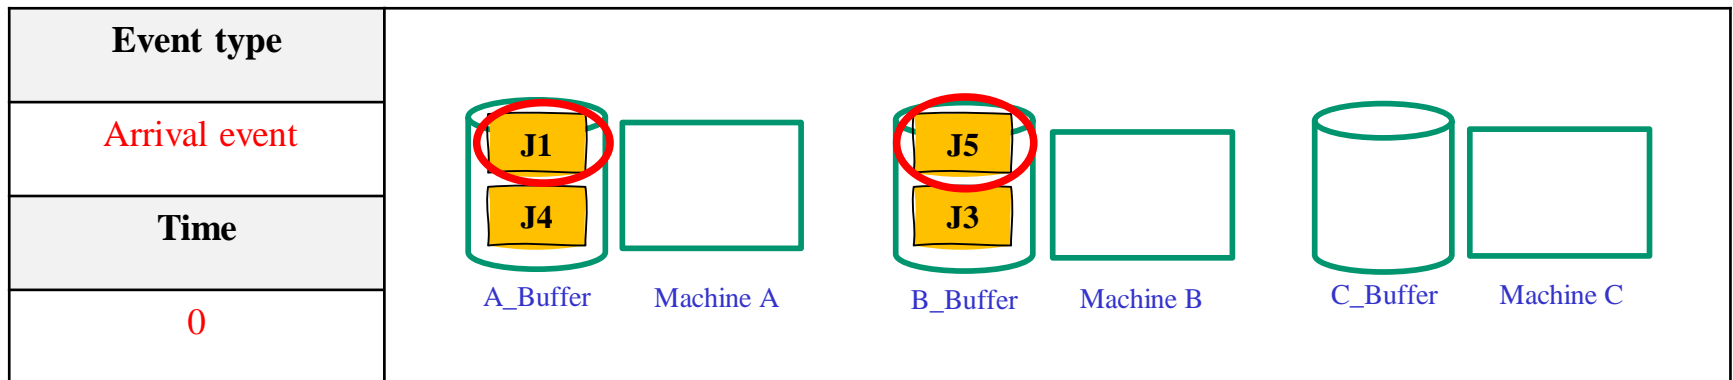 Event type
Arrival event
Time
0
J1
J4
A_Buffer
Machine A
J5
J3
B_Buffer
Machine B
C_Buffer
Machine C